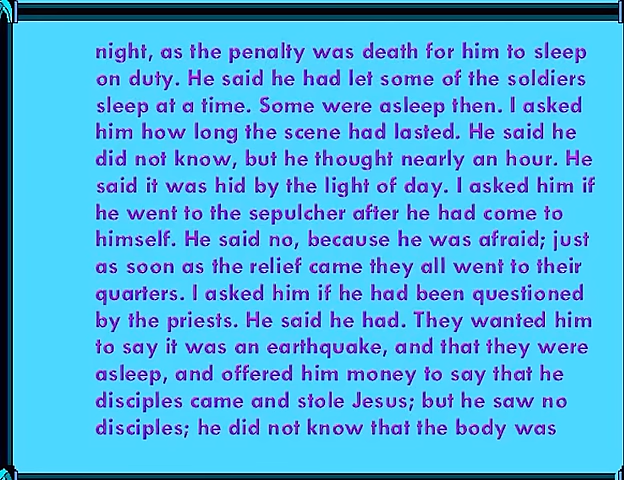 night, as the penalty was death for him to sleep
on duty. He said he had let some of the soldiers
sleep at a time. Some were asleep then. I asked
him how long the scene had lasted. He said he
did not know, but he thought nearly an hour. He
said it was hid by the light of day. I asked him if
he went to the sepulcher after he had come to
himself. He said no, because he was afraid; just
as soon as the relief came they all went to their
quarters. I asked him if he had been questioned
by the priests. He said he had. They wanted him
to say it was an earthquake, and that they were
asleep, and offered him money to say that he
disciples came and stole Jesus; but he saw no
disciples; he did not know that the body was